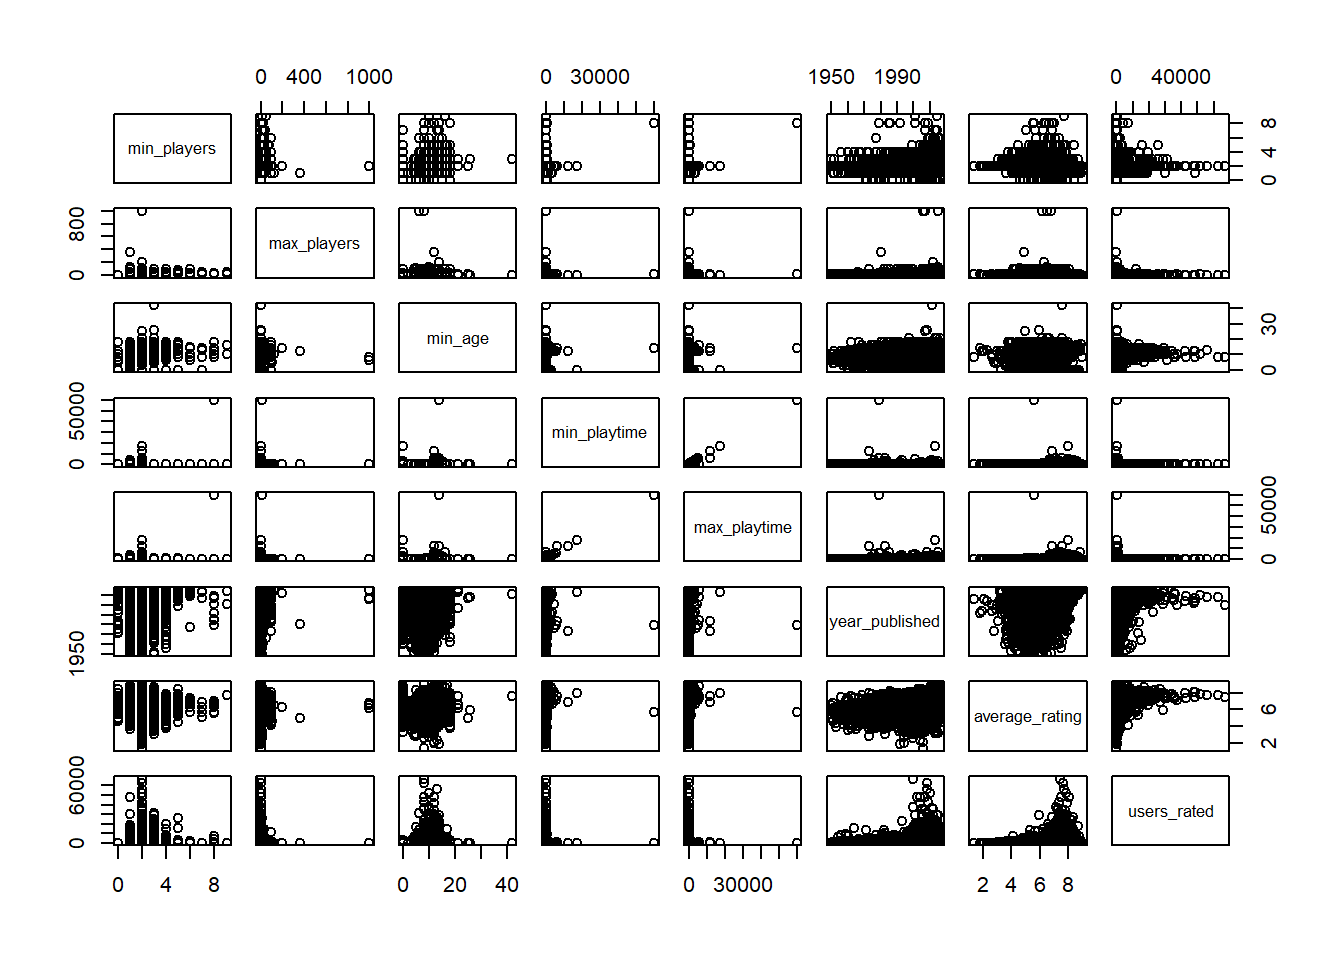 0 400 1000 0 30000 1950 1990 0 40000
min_players 0 4 8
0 800 max_players
min_age 0 30
0 50000 min_playtime
max_playtime 0 50000
1950 year_published
average_rating 2 6
0 60000 users_rated
0 4 8 0 20 40 0 30000 2 4 6 8